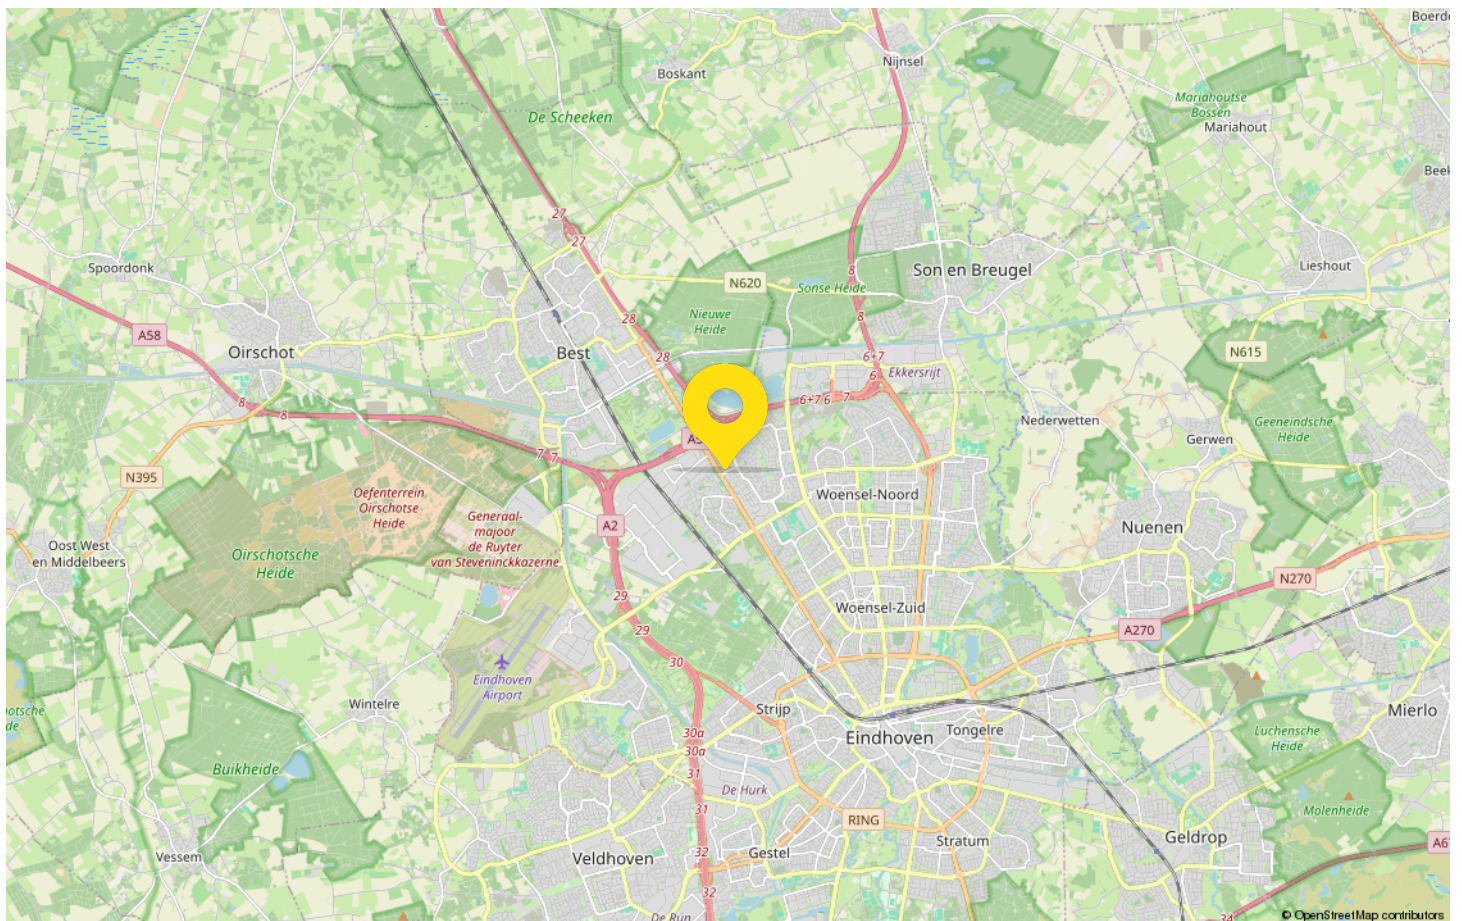 Boskant
Nijnsel
De Scheeken
Mariahoutse
Bossen
Mariahout
27
27
Spoordonk
8
Son en Breugel
Lieshout
N620
Sonse Heide
Nieuwe
Heide
28
8
A58
Oirschot
Best
28
6+7
6
Ekkersrijt
N615
8
8
6+7
6
7
Nederwetten
Geeneindsche
Heide
Gerwen
7
7
N395
Oefenterrein
Oirschotse
Heide
Woensel-Noord
Generaal-
majoor
de Ruyter
van Steveninckkazerne
A2
Nuenen
Oost West
en Middelbeers
Oirschotsche
Heide
N270
29
Woensel-Zuid
29
A270
30
Eindhoven
Airport
Wintelre
Strijp
Mierlo
30a
30a
Eindhoven
Tongelre
Luchensche
Heide
Buikheide
31
De Hurk
31
RING
Molenheide
Stratum
Geldrop
Vessem
Veldhoven
32
Gestel
32
De Run
34
© OpenStreetMap contributors